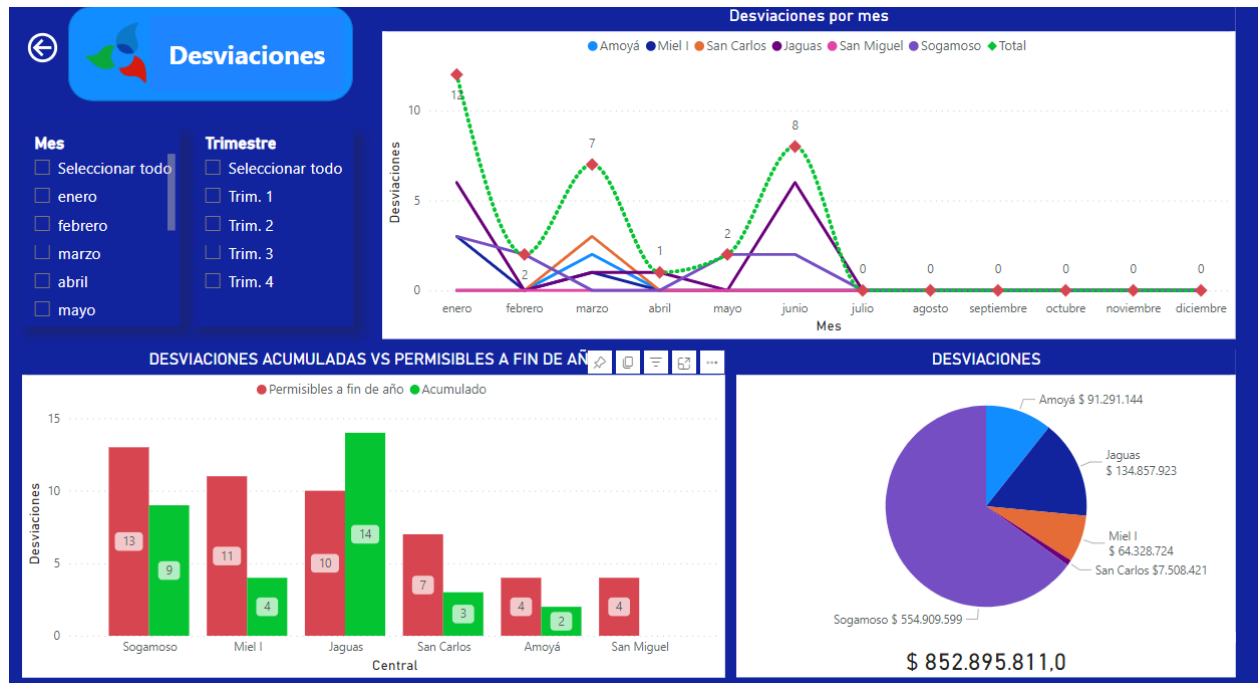 Desviaciones
Mes
Seleccionar todo
enero
febrero
marzo
abril
mayo
Trimestre
Seleccionar todo
Trim. 1
Trim. 2
Trim. 3
Trim. 4
Desviaciones por mes
Amoyá Miel I San Carlos Jaguas San Miguel Sogamoso Total
Desviaciones
10
5
0
12
2
7
1
2
8
0 0 0 0 0 0
enero febrero marzo abril mayo junio julio agosto septiembre octubre noviembre diciembre
Mes
DESVIACIONES ACUMULADAS VS PERMISIBLES A FIN DE AÑ
Permisibles a fin de año Acumulado
Desviaciones
15
10
5
0
13 9 11 4 10 14 7 3 4 2 4
Sogamoso Miel I Jaguas San Carlos Amoyá San Miguel
Central
DESVIACIONES
Amoyá $ 91.291.144
Jaguas
$ 134.857.923
Miel I
$ 64.328.724
San Carlos $7.508.421
Sogamoso $ 554.909.599
$ 852.895.811,0